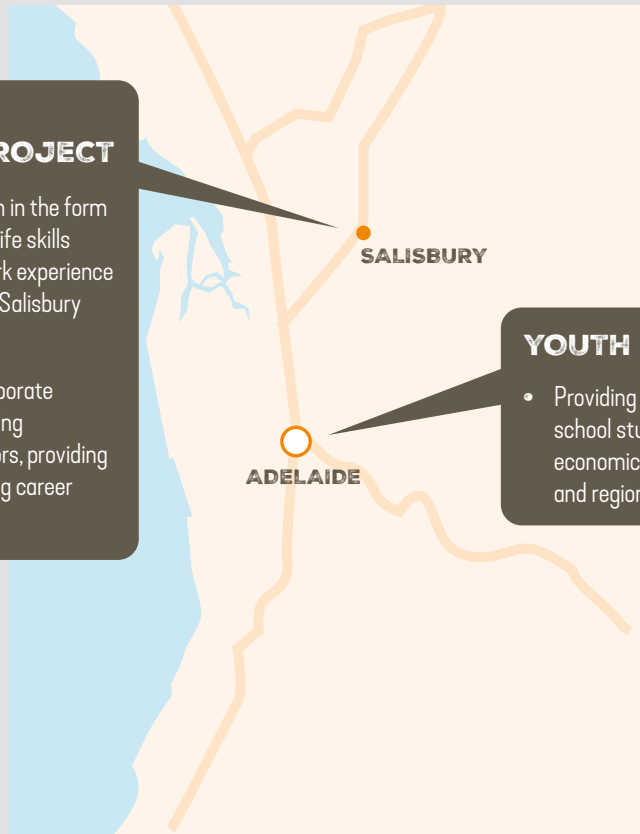 ROJECT
n in the form
ife skills
rk experience
Salisbury
porate
ng
ors, providing
g career
SALISBURY
ADELAIDE
YOUTH
• Providing
school stu
economic
and region